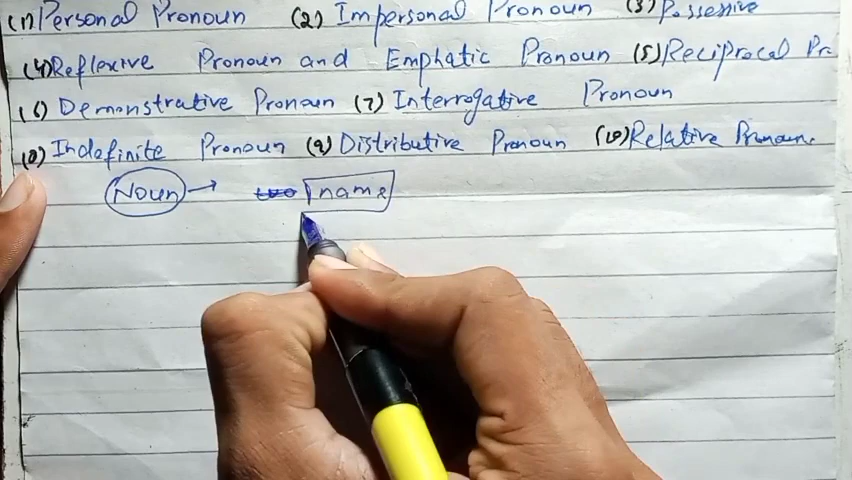 (1) Personal Pronoun (2) Impersonal Pronoun (3) Possessive
(4) Reflexive Pronoun and Emphatic Pronoun (5) Reciprocal Pr
(6) Demonstrative Pronoun (7) Interrogative Pronoun
(8) Indefinite Pronoun (9) Distributive Pronoun (10) Relative Pronoun.
Noun → name